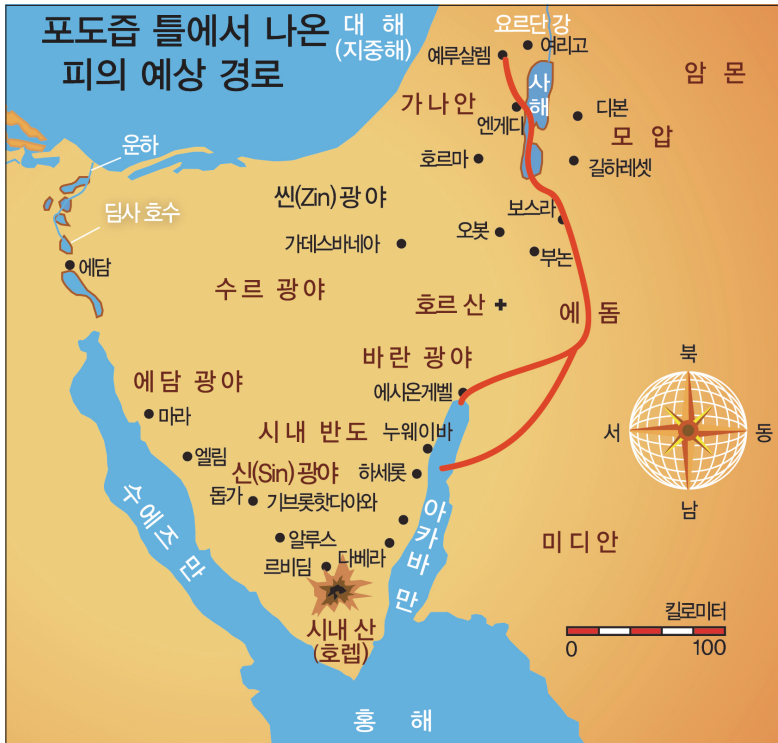 포도즙 틀에서 나온
피의 예상 경로
대 해
(지중해)
요르단 강
예루살렘
여리고
암 몬
사
해
가나안
엔게디
디본
모 압
운하
호르마
길하레셋
씬(Zin)광야
딤사 호수
보스라
오봇
가데스바네아
부논
에담
수르 광야
호르 산
에 돔
바란 광야
에담 광야
에시온게벨
북
서
동
남
마라
시내 반도
누웨이바
엘림
신(Sin)광야
하세롯
돕가
기브롯핫다아와
수에즈 만
아카바 만
알루스
다베라
미디안
르비딤
시내 산
(호렙)
킬로미터
0
100
홍 해